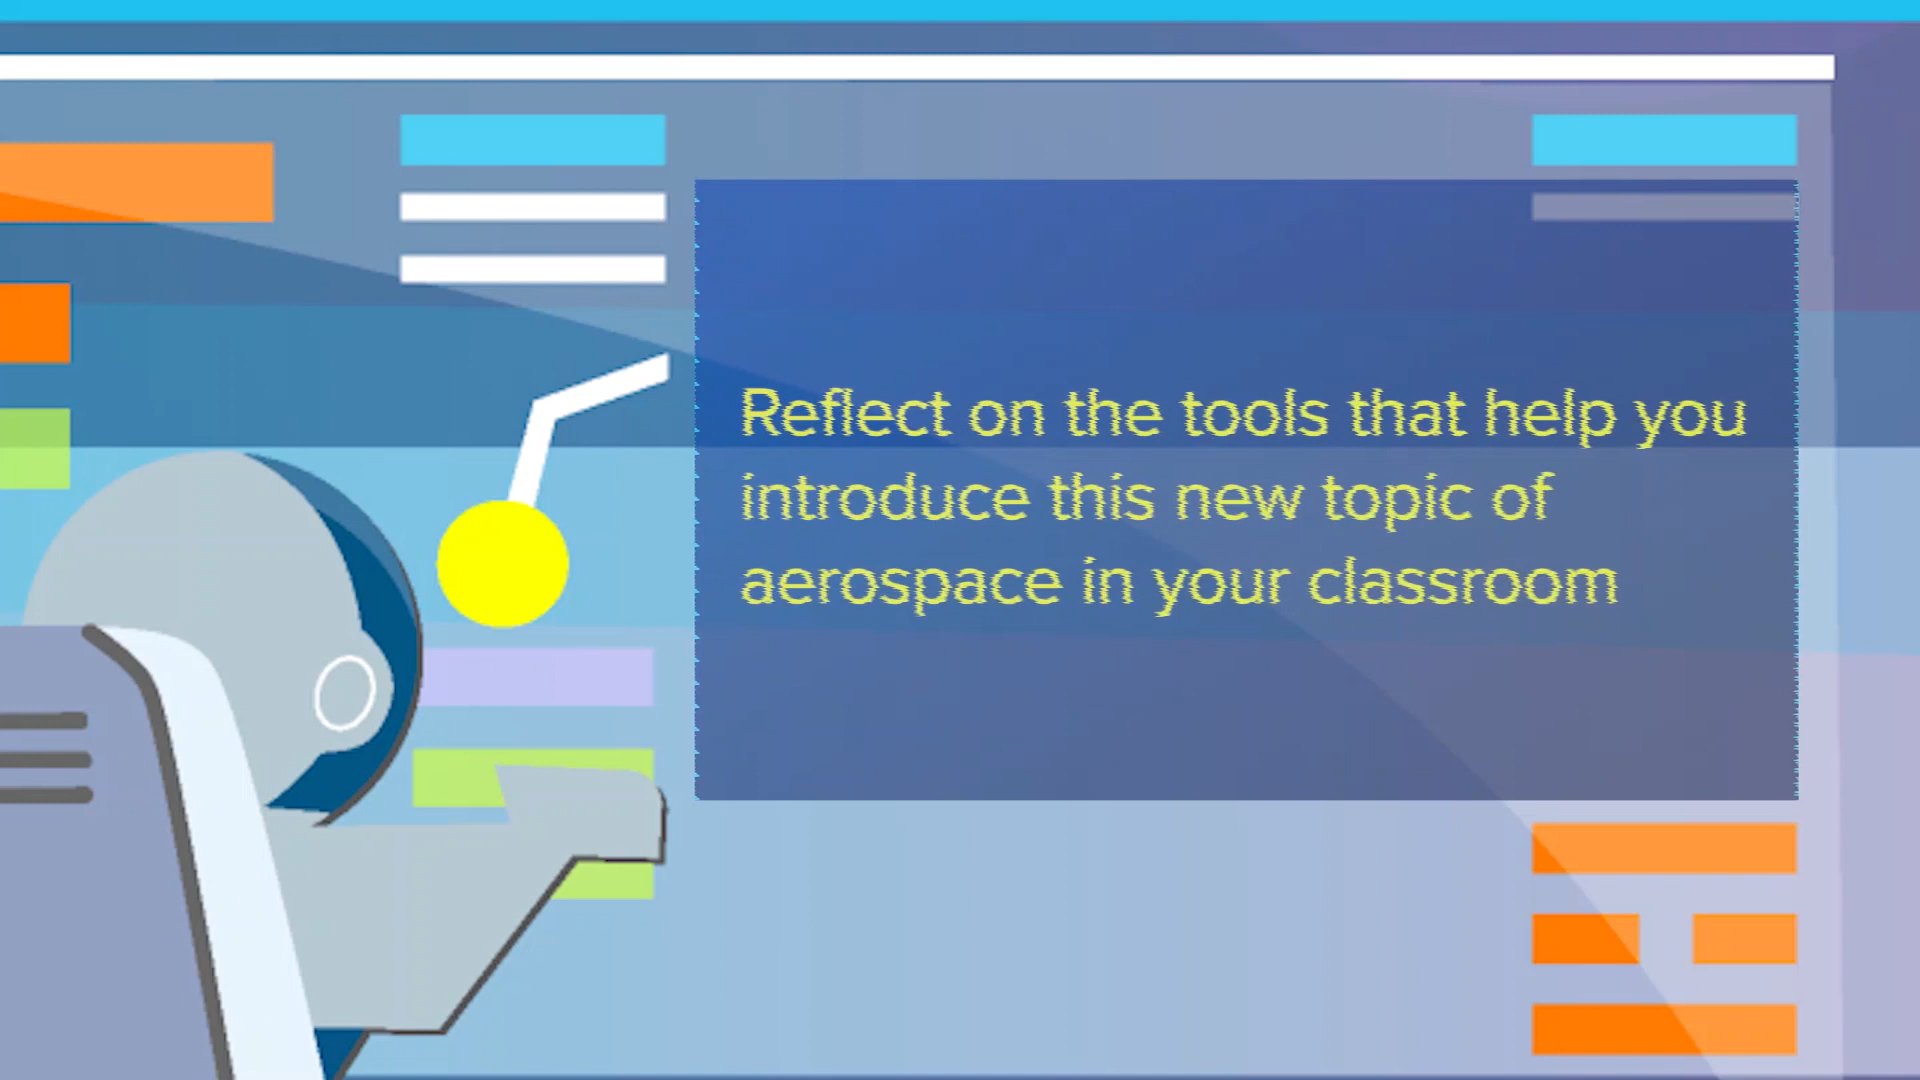 Reflect on the tools that help you
introduce this new topic of
aerospace in your classroom